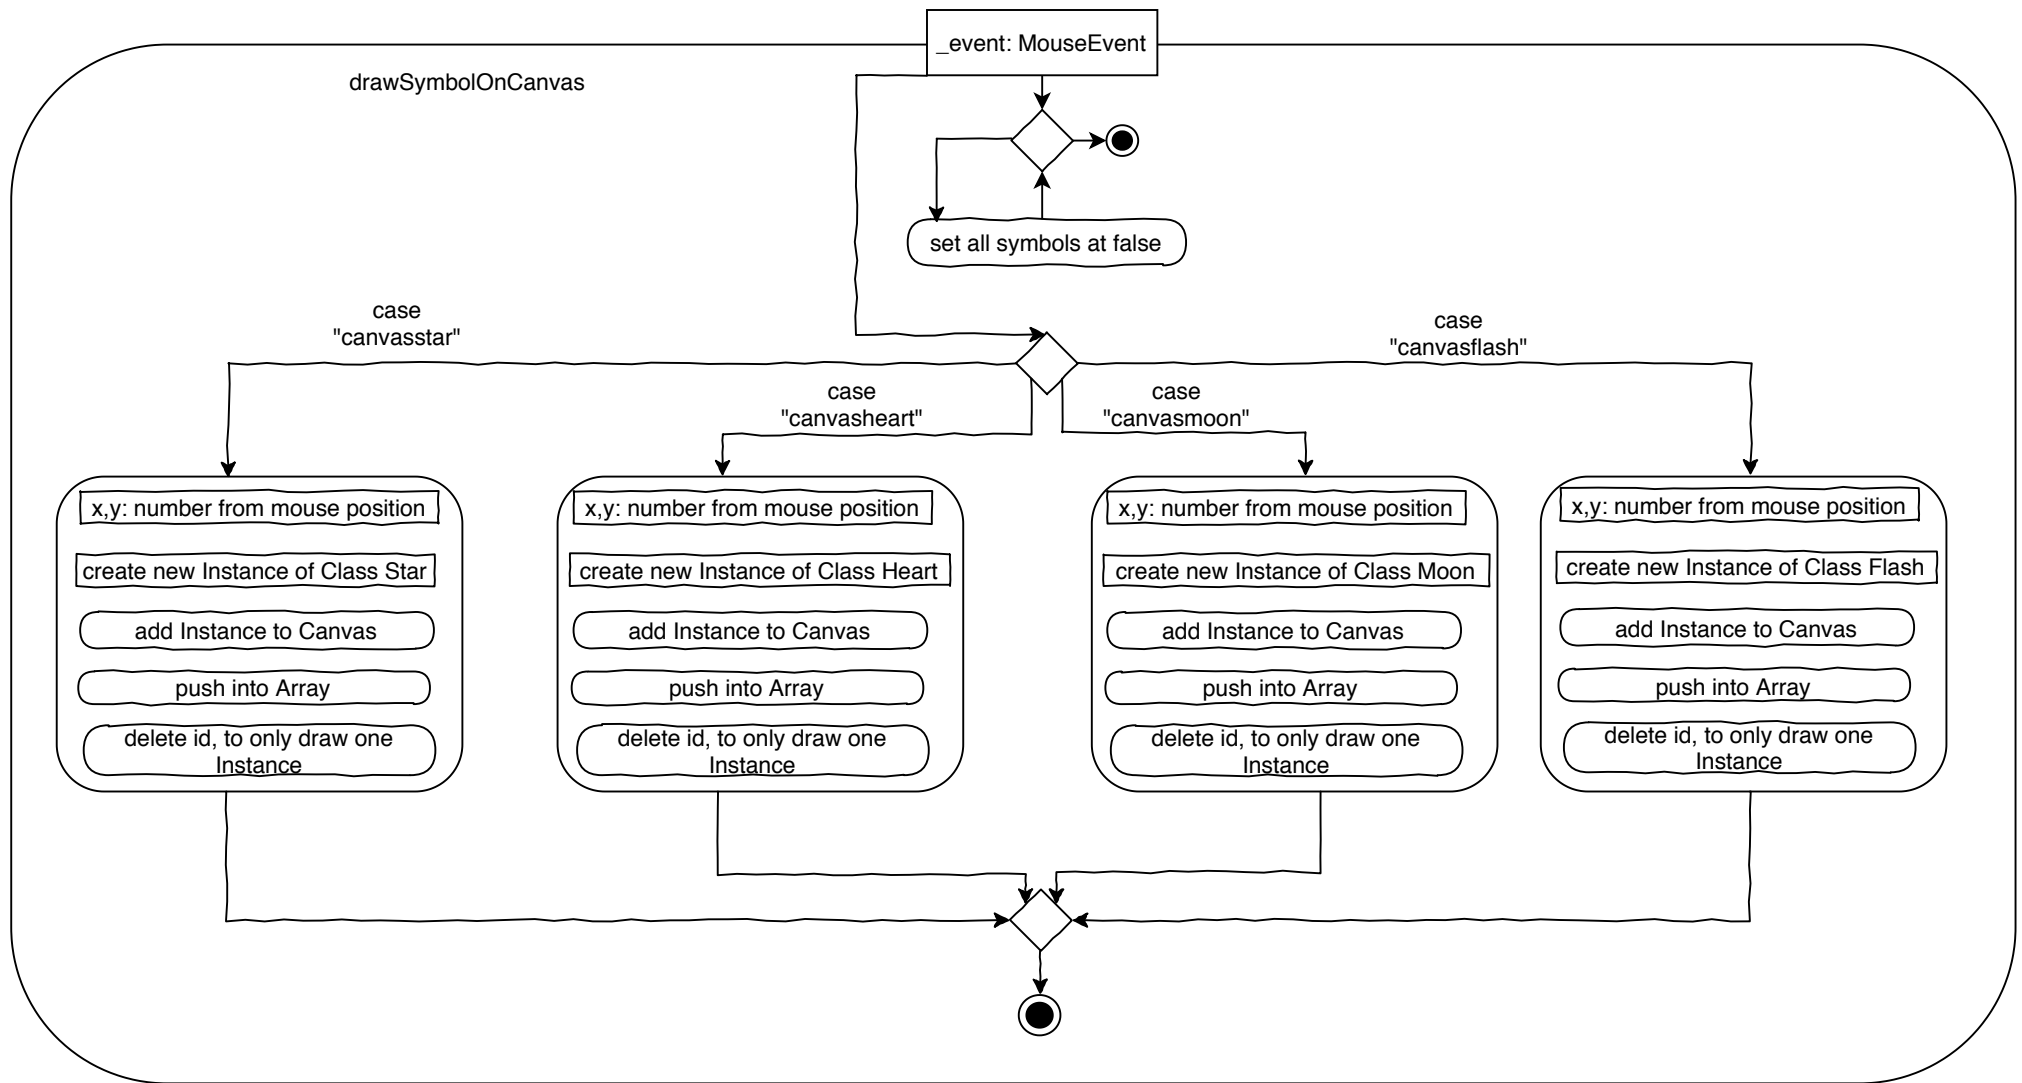 _event: MouseEvent
drawSymbolOnCanvas
set all symbols at false
case
"canvasstar"
case
"canvasheart"
case
"canvasmoon"
case
"canvasflash"
x,y: number from mouse position
create new Instance of Class Star
add Instance to Canvas
push into Array
delete id, to only draw one
Instance
x,y: number from mouse position
create new Instance of Class Heart
add Instance to Canvas
push into Array
delete id, to only draw one
Instance
x,y: number from mouse position
create new Instance of Class Moon
add Instance to Canvas
push into Array
delete id, to only draw one
Instance
x,y: number from mouse position
create new Instance of Class Flash
add Instance to Canvas
push into Array
delete id, to only draw one
Instance